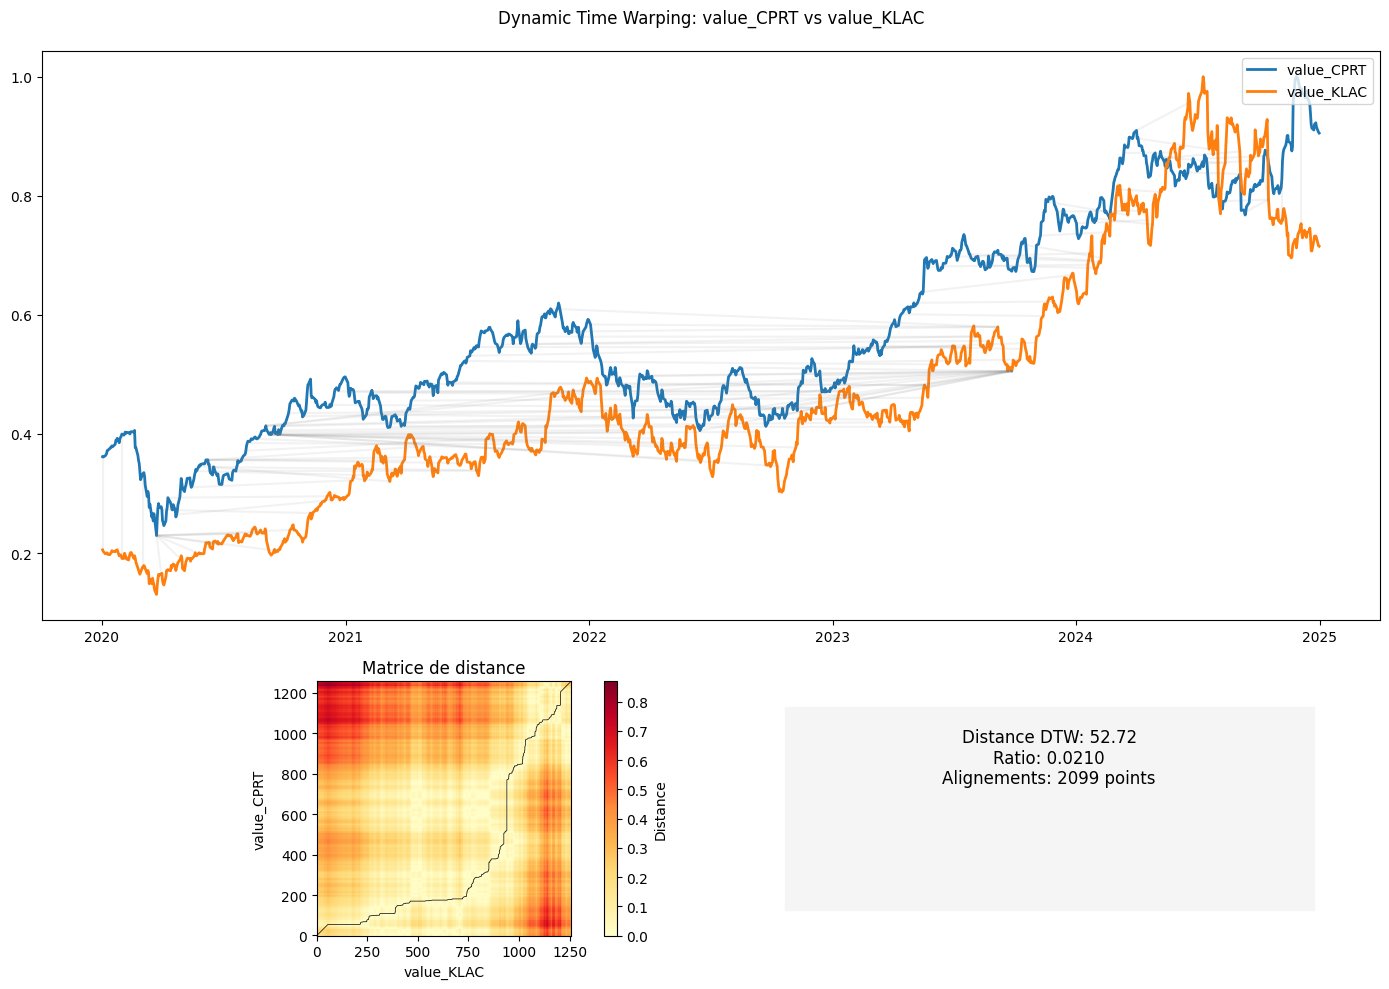 Dynamic Time Warping: value_CPRT vs value_KLAC
value_CPRT
value_KLAC
1.0
0.8
0.6
0.4
0.2
2020 2021 2022 2023 2024 2025
Matrice de distance
1200
1000
800
600
400
200
0
value_CPRT
0 250 500 750 1000 1250
value_KLAC
0.8
0.7
0.6
0.5
0.4
0.3
0.2
0.1
0.0
Distance
Distance DTW: 52.72
Ratio: 0.0210
Alignements: 2099 points